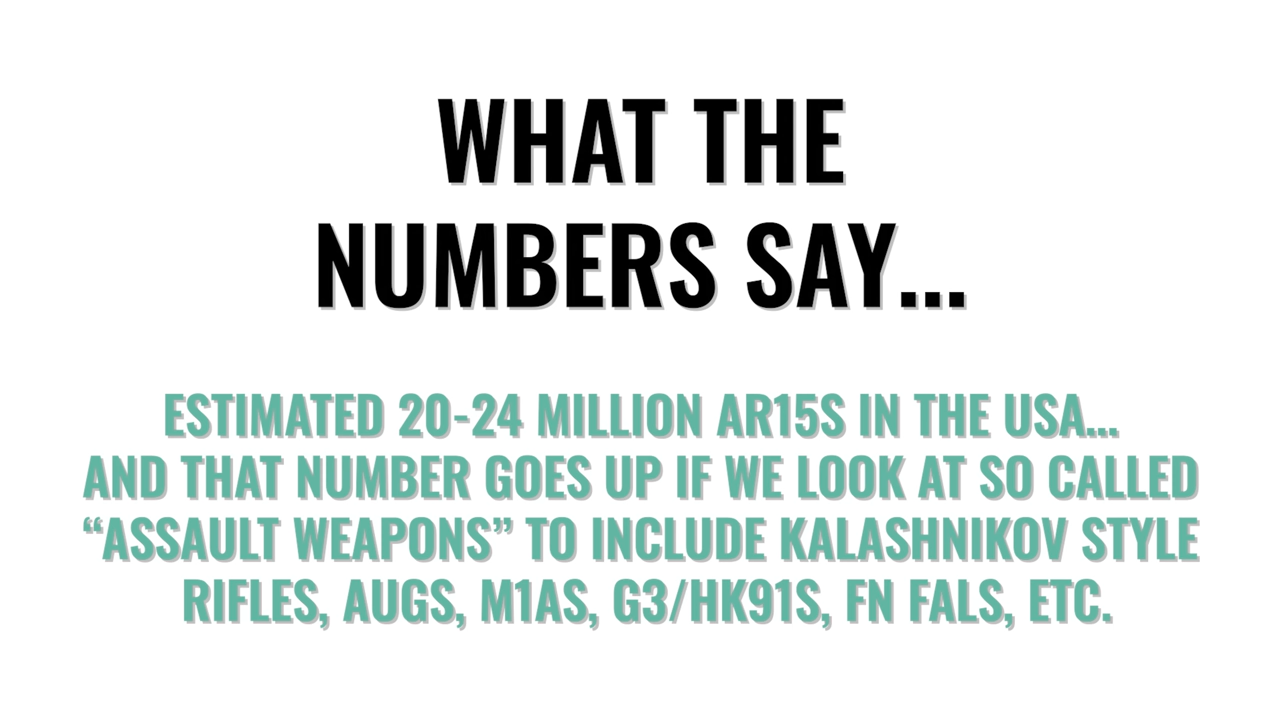 WHAT THE
NUMBERS SAY...
ESTIMATED 20-24 MILLION AR15S IN THE USA...
AND THAT NUMBER GOES UP IF WE LOOK AT SO CALLED
“ASSAULT WEAPONS” TO INCLUDE KALASHNIKOV STYLE
RIFLES, AUGS, M1AS, G3/HK91S, FN FALS, ETC.